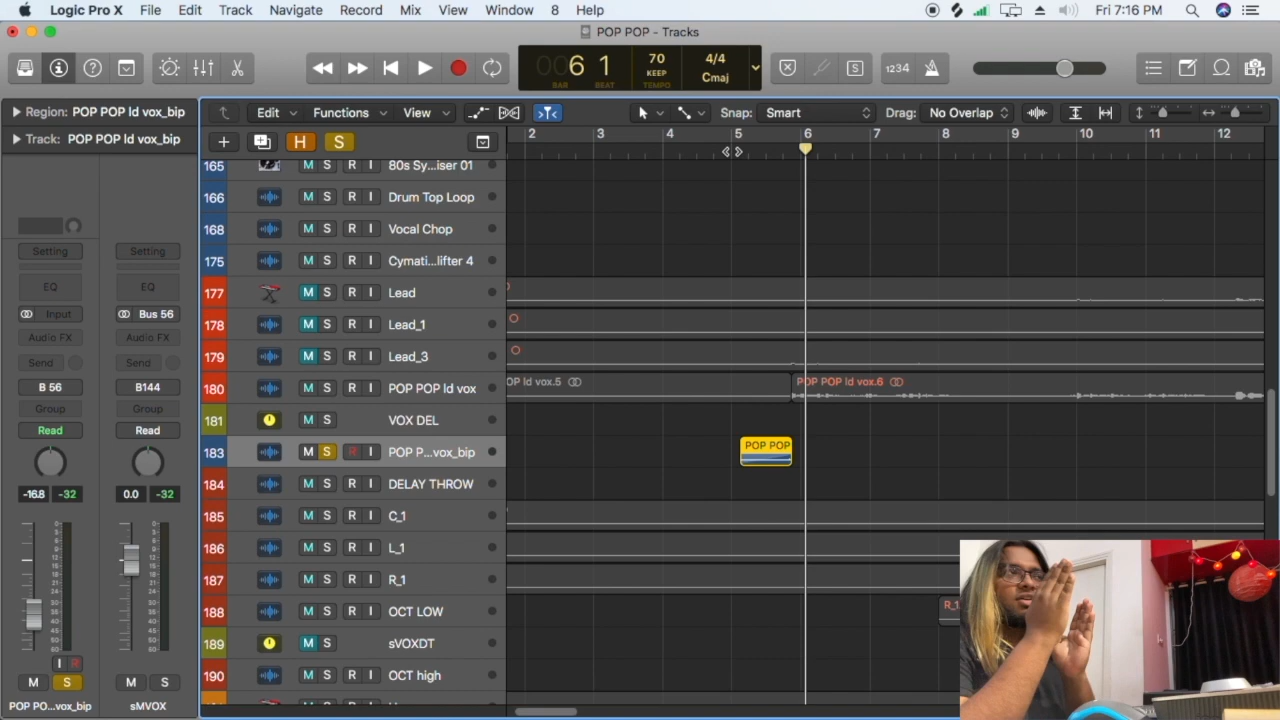 Logic Pro X File Edit Track Navigate Record Mix View Window 8 Help Fri 7:16 PM
POP POP - Tracks
6 1 70 4/4
KEEP Cmaj
BAR BEAT TEMPO
1234
Region: POP POP ld vox_bip
Track: POP POP ld vox_bip
Edit Functions View Snap: Smart Drag: No Overlap
H S
2 3 4 5 6 7 8 9 10 11 12
165 M S R I 80s Sy...iser 01
166 M S R I Drum Top Loop
168 M S R I Vocal Chop
175 M S R I Cymati...lifter 4
177 M S R I Lead
178 M S R I Lead_1
179 M S R I Lead_3
180 M S R I POP POP ld vox
OP ld vox.5 POP POP ld vox.6
181 M S VOX DEL
183 M S R I POP P...vox_bip
POP POP
184 M S R I DELAY THROW
185 M S R I C_1
186 M S R I L_1
187 M S R I R_1
188 M S R I OCT LOW
R_1
189 M S sVOXDT
190 M S R I OCT high
Setting Setting
EQ EQ
Input Bus 56
Audio FX Audio FX
Send Send
B 56 B144
Group Group
Read Read
-16.8 -32 0.0 -32
I R
M S M S
POP PO...vox_bip sMVOX